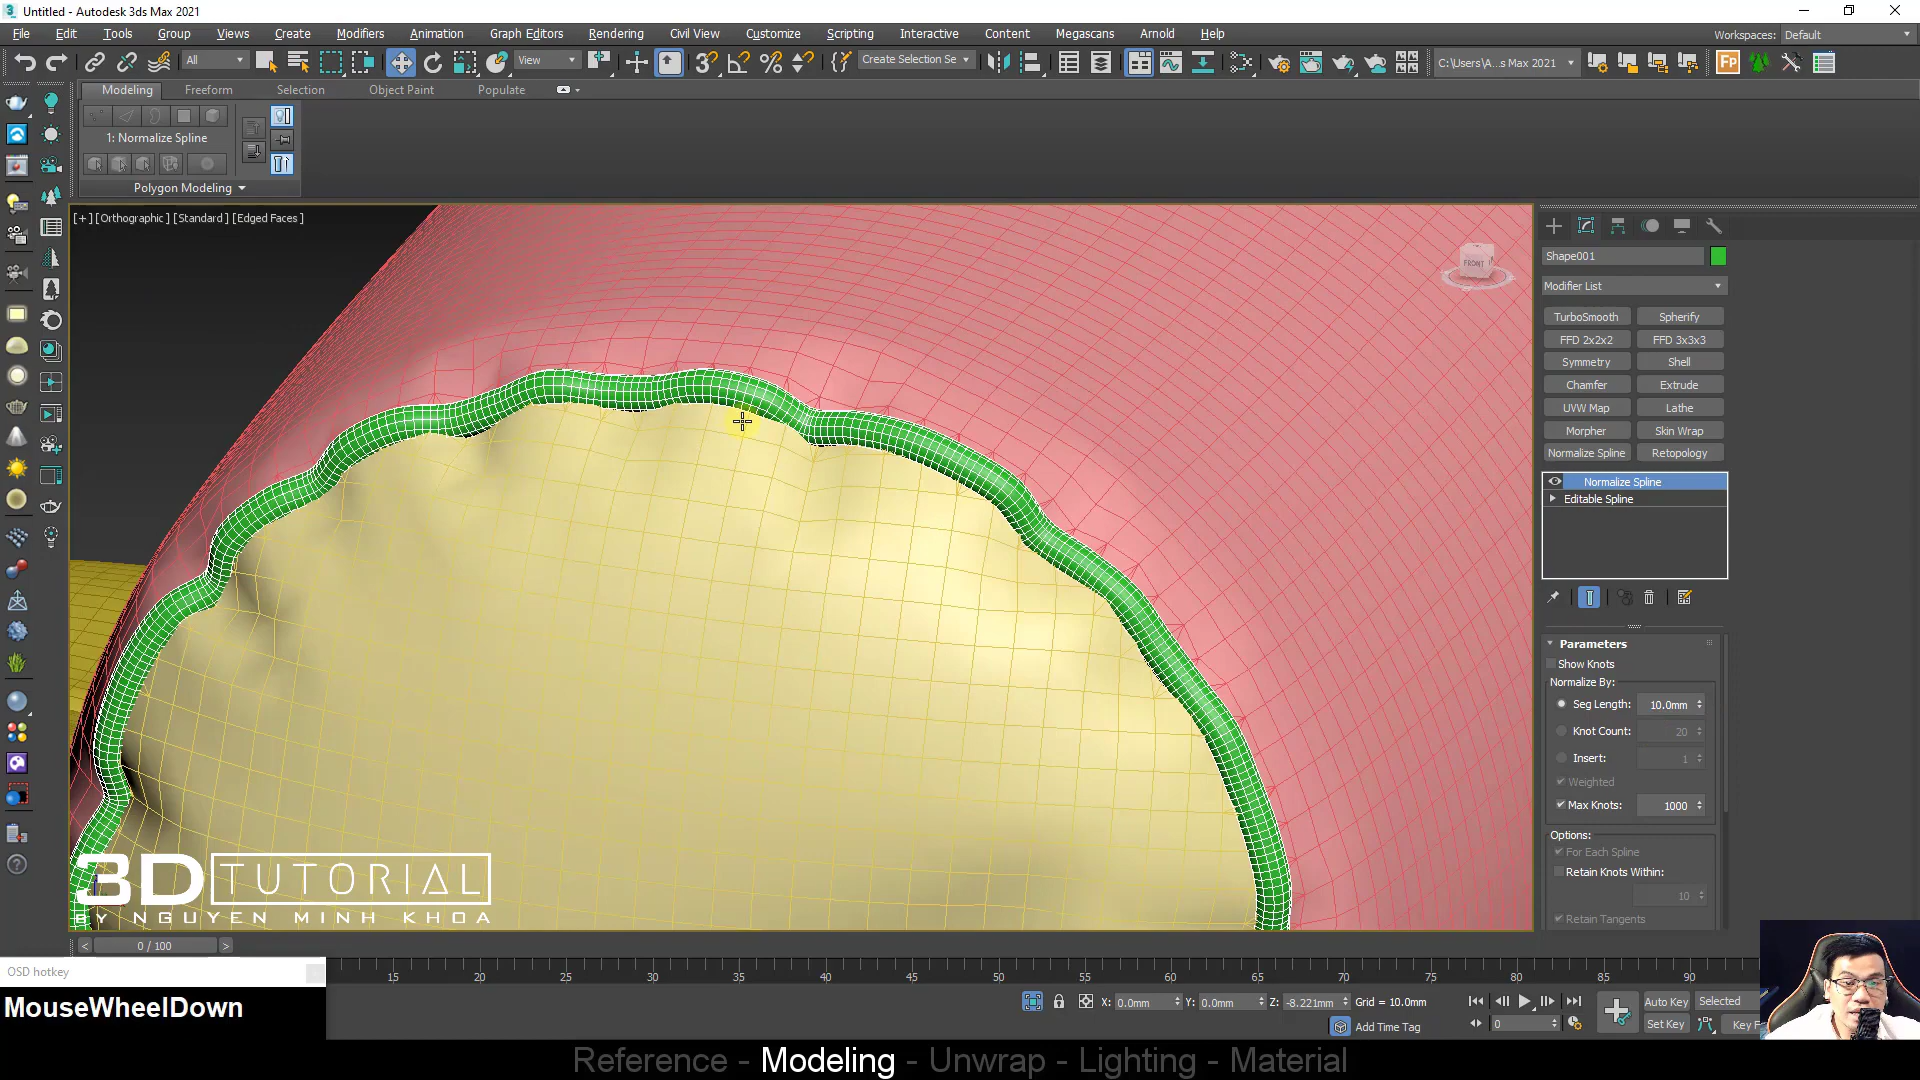 Untitled - Autodesk 3ds Max 2021
File Edit Tools Group Views Create Modifiers Animation Graph Editors Rendering Civil View Customize Scripting Interactive Content Megascans Arnold Help
Workspaces: Default
All View Create Selection Se C:\Users\A...s Max 2021
Modeling Freeform Selection Object Paint Populate
1: Normalize Spline
Polygon Modeling
[+] [Orthographic] [Standard] [Edged Faces]
FRONT
Shape001
Modifier List
TurboSmooth Spherify
FFD 2x2x2 FFD 3x3x3
Symmetry Shell
Chamfer Extrude
UVW Map Lathe
Morpher Skin Wrap
Normalize Spline Retopology
Normalize Spline
Editable Spline
Parameters
Show Knots
Normalize By:
Seg Length: 10.0mm
Knot Count: 20
Insert: 1
Weighted
Max Knots: 1000
Options:
For Each Spline
Retain Knots Within:
10
Retain Tangents
3D TUTORIAL
BY NGUYEN MINH KHOA
< 0 / 100 >
15 20 25 30 35 40 45 50 55 60 65 70 75 80 85 90
OSD hotkey
MouseWheelDown
X: 0.0mm Y: 0.0mm Z: -8.221mm Grid = 10.0mm
Add Time Tag
0
Auto Key Selected
Set Key Key F
Reference - Modeling - Unwrap - Lighting - Material